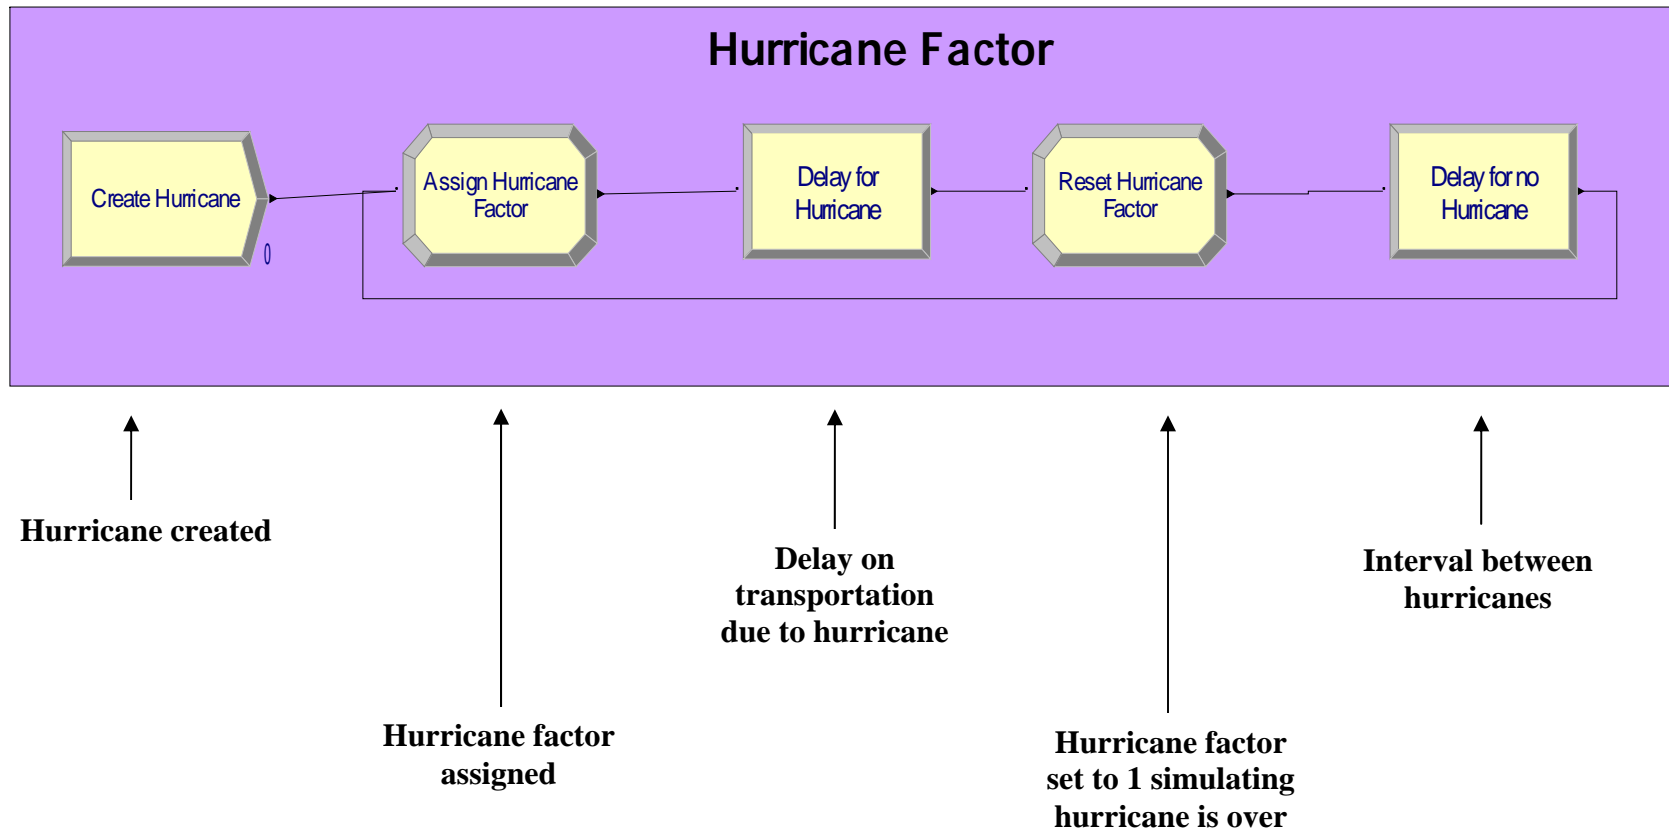 Hurricane Factor
Create Hurricane
0
Assign Hurricane
Factor
Delay for
Hurricane
Reset Hurricane
Factor
Delay for no
Hurricane
Hurricane created
Hurricane factor
assigned
Delay on
transportation
due to hurricane
Hurricane factor
set to 1 simulating
hurricane is over
Interval between
hurricanes